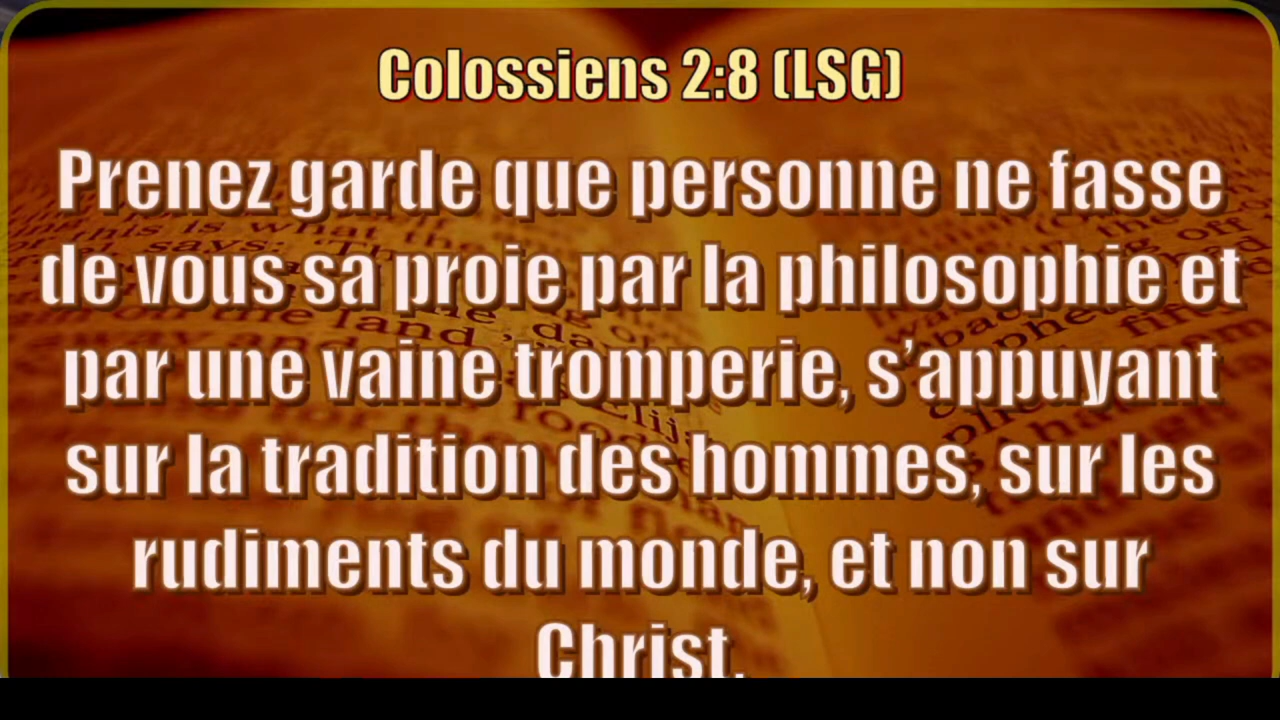 Colossiens 2:8 (LSG)
Prenez garde que personne ne fasse
de vous sa proie par la philosophie et
par une vaine tromperie, s’appuyant
sur la tradition des hommes, sur les
rudiments du monde, et non sur
Christ.